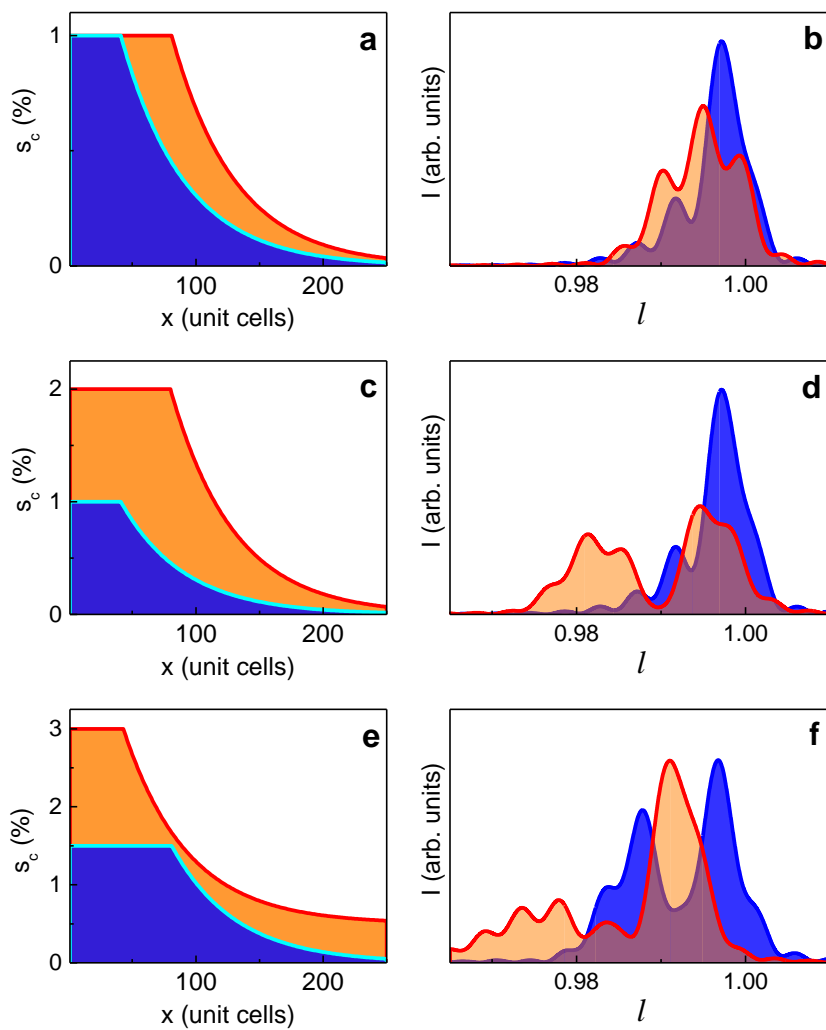 a
1
0
s_c (%)
100
200
x (unit cells)
b
I (arb. units)
0.98
1.00
l
c
2
1
0
s_c (%)
100
200
x (unit cells)
d
I (arb. units)
0.98
1.00
l
e
3
2
1
0
s_c (%)
100
200
x (unit cells)
f
I (arb. units)
0.98
1.00
l